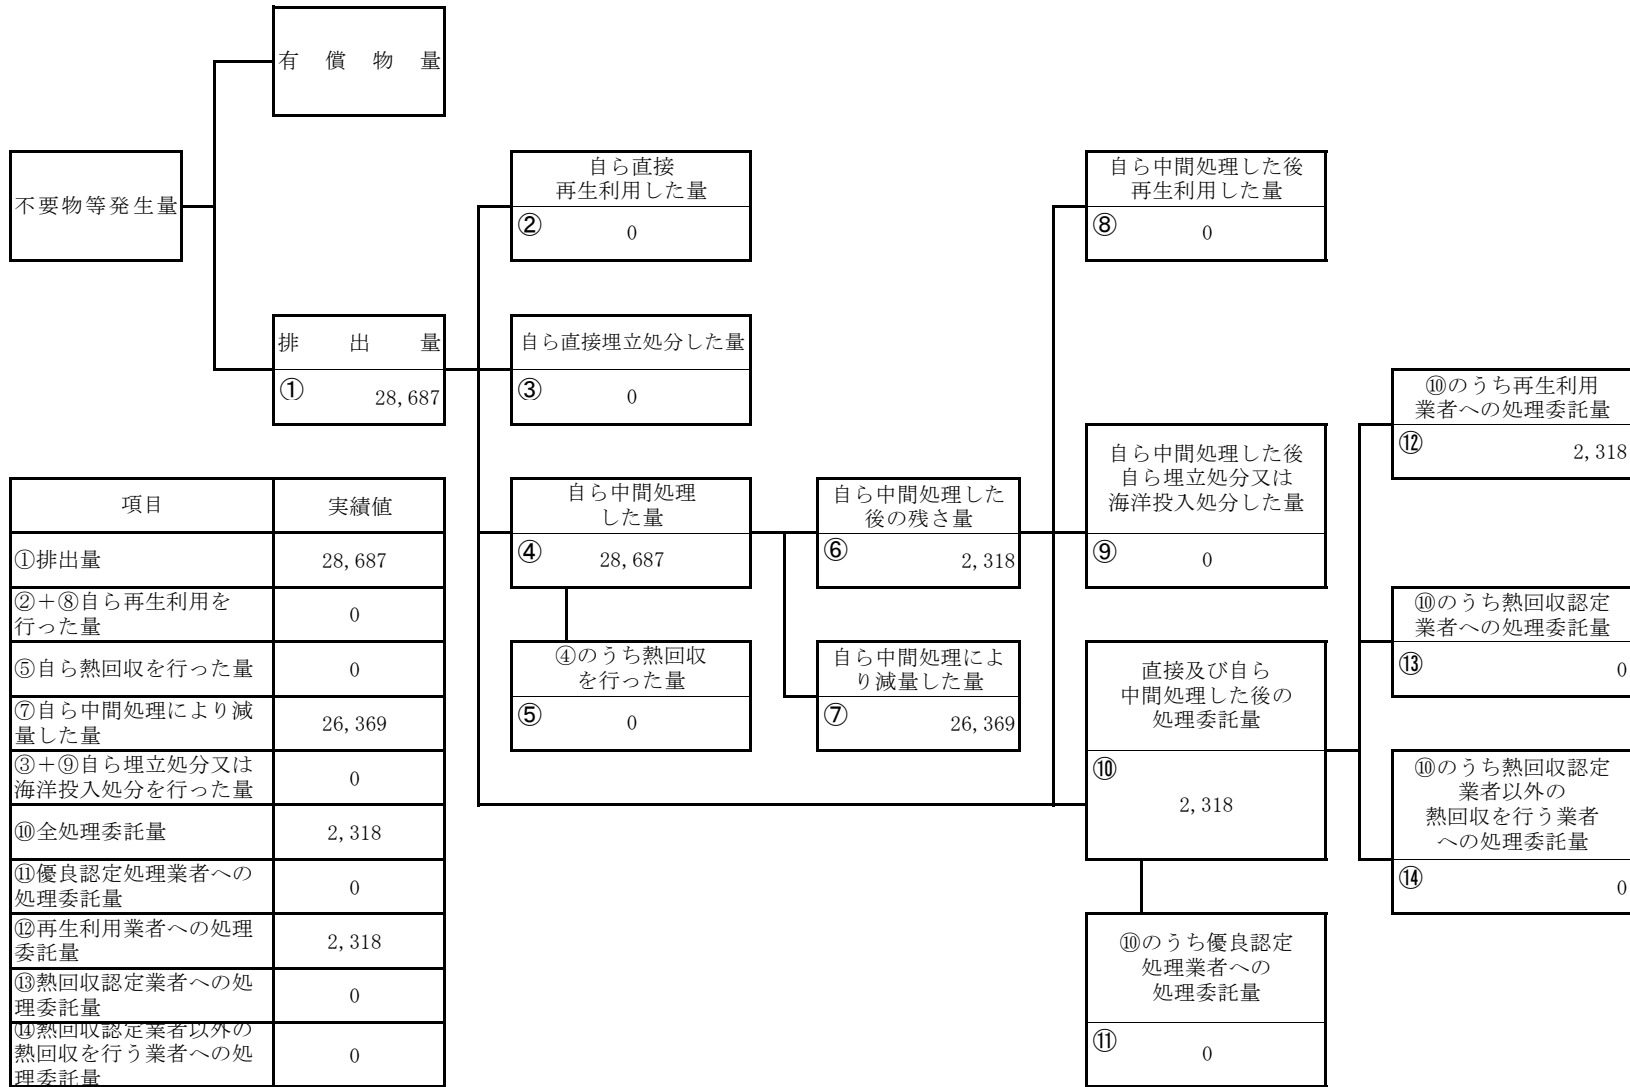 有償物量
不要物等発生量
排出量
① 28,687
自ら直接
再生利用した量
② 0
自ら直接埋立処分した量
③ 0
自ら中間処理
した量
④ 28,687
④のうち熱回収
を行った量
⑤ 0
自ら中間処理した
後の残さ量
⑥ 2,318
自ら中間処理によ
り減量した量
⑦ 26,369
自ら中間処理した後
再生利用した量
⑧ 0
自ら中間処理した後
自ら埋立処分又は
海洋投入処分した量
⑨ 0
直接及び自ら
中間処理した後の
処理委託量
⑩
2,318
⑩のうち優良認定
処理業者への
処理委託量
⑪ 0
⑩のうち再生利用
業者への処理委託量
⑫ 2,318
⑩のうち熱回収認定
業者への処理委託量
⑬ 0
⑩のうち熱回収認定
業者以外の
熱回収を行う業者
への処理委託量
⑭ 0
項目 実績値
①排出量 28,687
②+⑧自ら再生利用を
行った量 0
⑤自ら熱回収を行った量 0
⑦自ら中間処理により減
量した量 26,369
③+⑨自ら埋立処分又は
海洋投入処分を行った量 0
⑩全処理委託量 2,318
⑪優良認定処理業者への
処理委託量 0
⑫再生利用業者への処理
委託量 2,318
⑬熱回収認定業者への処
理委託量 0
⑭熱回収認定業者以外の
熱回収を行う業者への処
理委託量 0